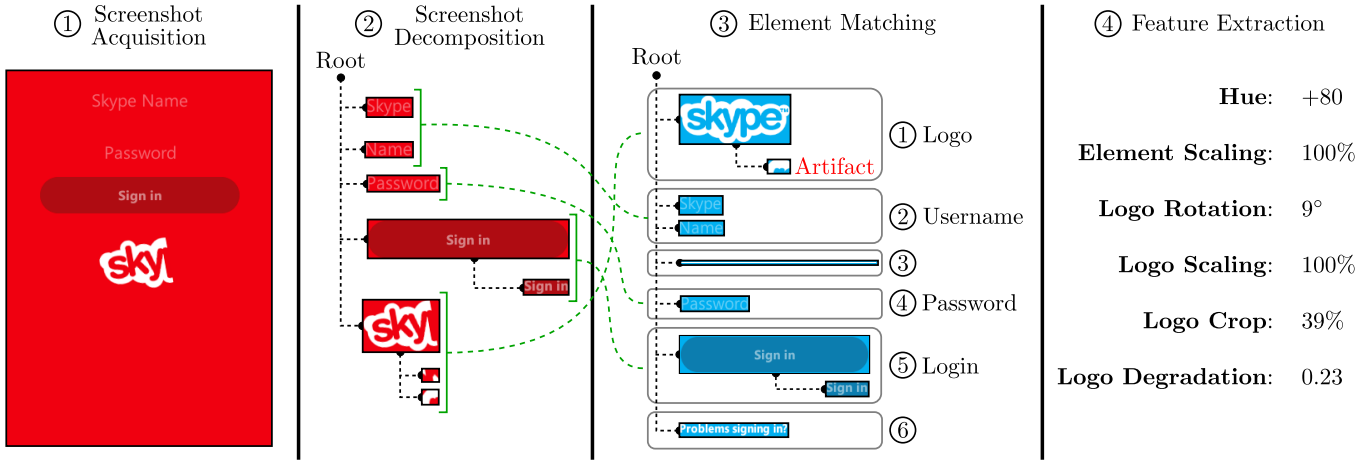 ① Screenshot
Acquisition
Skype Name
Password
Sign in
sky
② Screenshot
Decomposition
Root
Skype
Name
Password
Sign in
Sign in
sky
③ Element Matching
Root
skype™
① Logo
Artifact
Skype
Name
② Username
③
Password
④ Password
Sign in
Sign in
⑤ Login
Problems signing in?
⑥
④ Feature Extraction
Hue: +80
Element Scaling: 100%
Logo Rotation: 9°
Logo Scaling: 100%
Logo Crop: 39%
Logo Degradation: 0.23